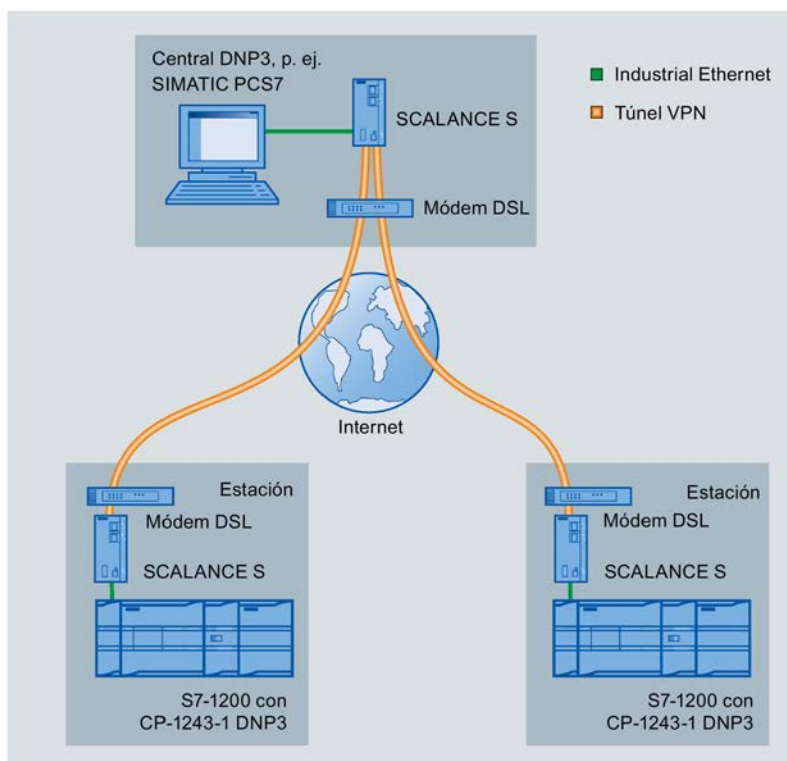 Central DNP3, p. ej.
SIMATIC PCS7
SCALANCE S
Industrial Ethernet
Túnel VPN
Módem DSL
Internet
Estación
Módem DSL
SCALANCE S
S7-1200 con
CP-1243-1 DNP3
Estación
Módem DSL
SCALANCE S
S7-1200 con
CP-1243-1 DNP3